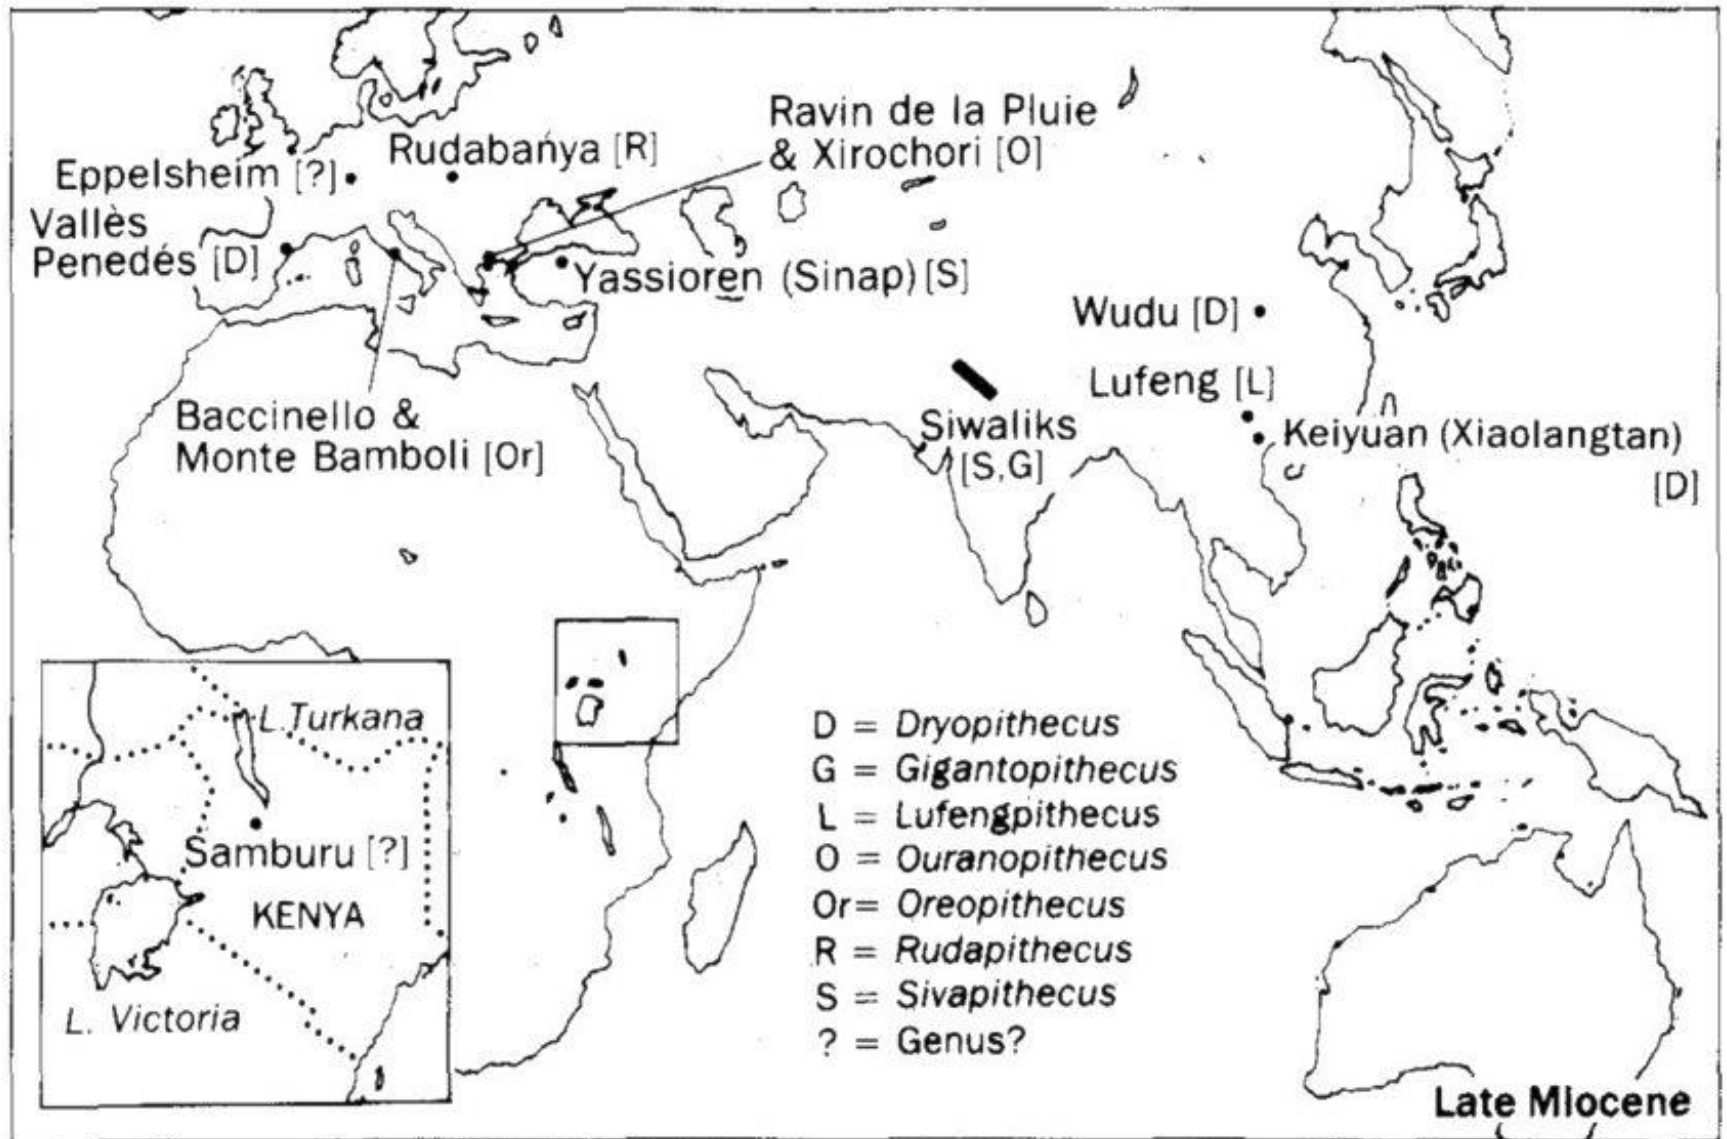 Ravin de la Pluie
& Xirochori [O]
Rudabańya [R]
Eppelsheim [?]
Vallès
Penedés [D]
Yassioren (Sinap) [S]
Wudu [D]
Lufeng [L]
Baccinello &
Monte Bamboli [Or]
Siwaliks
[S,G]
Keiyuan (Xiaolangtan)
[D]
L. Turkana
Samburu [?]
KENYA
L. Victoria
D = Dryopithecus
G = Gigantopithecus
L = Lufengpithecus
O = Ouranopithecus
Or= Oreopithecus
R = Rudapithecus
S = Sivapithecus
? = Genus?
Late Miocene